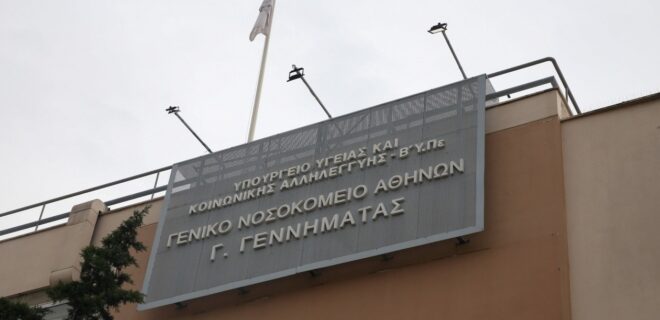 ΥΠΟΥΡΓΕΙΟ ΥΓΕΙΑΣ ΚΑΙ
ΚΟΙΝΩΝΙΚΗΣ ΑΛΛΗΛΕΓΓΥΗΣ - Β'Υ.Πε
ΓΕΝΙΚΟ ΝΟΣΟΚΟΜΕΙΟ ΑΘΗΝΩΝ
Γ. ΓΕΝΝΗΜΑΤΑΣ